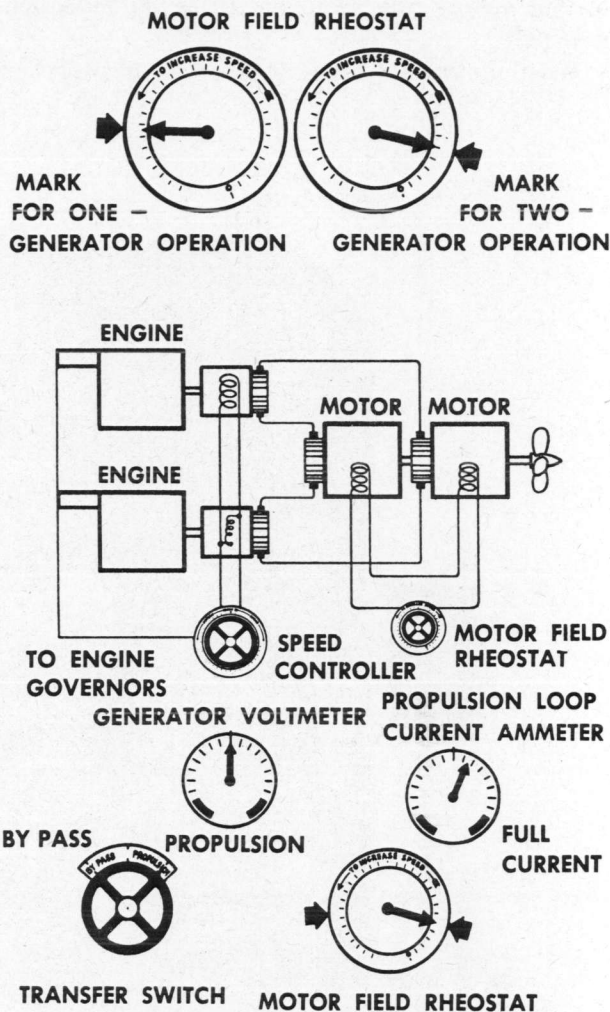 MOTOR FIELD RHEOSTAT
TO INCREASE SPEED
TO INCREASE SPEED
MARK
FOR ONE –
GENERATOR OPERATION
MARK
FOR TWO –
GENERATOR OPERATION
ENGINE
MOTOR
MOTOR
ENGINE
SPEED
CONTROLLER
MOTOR FIELD
RHEOSTAT
TO ENGINE
GOVERNORS
GENERATOR VOLTMETER
PROPULSION LOOP
CURRENT AMMETER
BY PASS
PROPULSION
FULL
CURRENT
BY PASS
PROPULSION
TO INCREASE SPEED
TRANSFER SWITCH
MOTOR FIELD RHEOSTAT